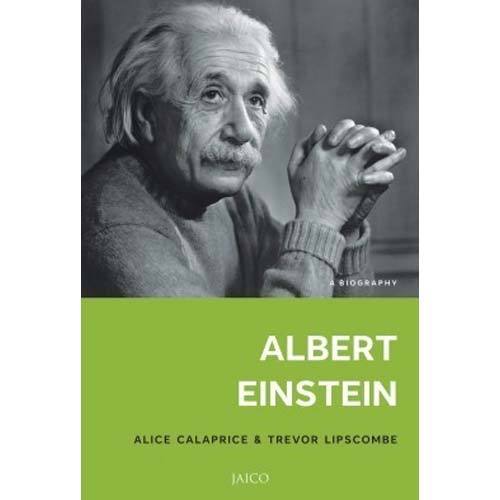 A BIOGRAPHY
ALBERT
EINSTEIN
ALICE CALAPRICE & TREVOR LIPSCOMBE
JAICO